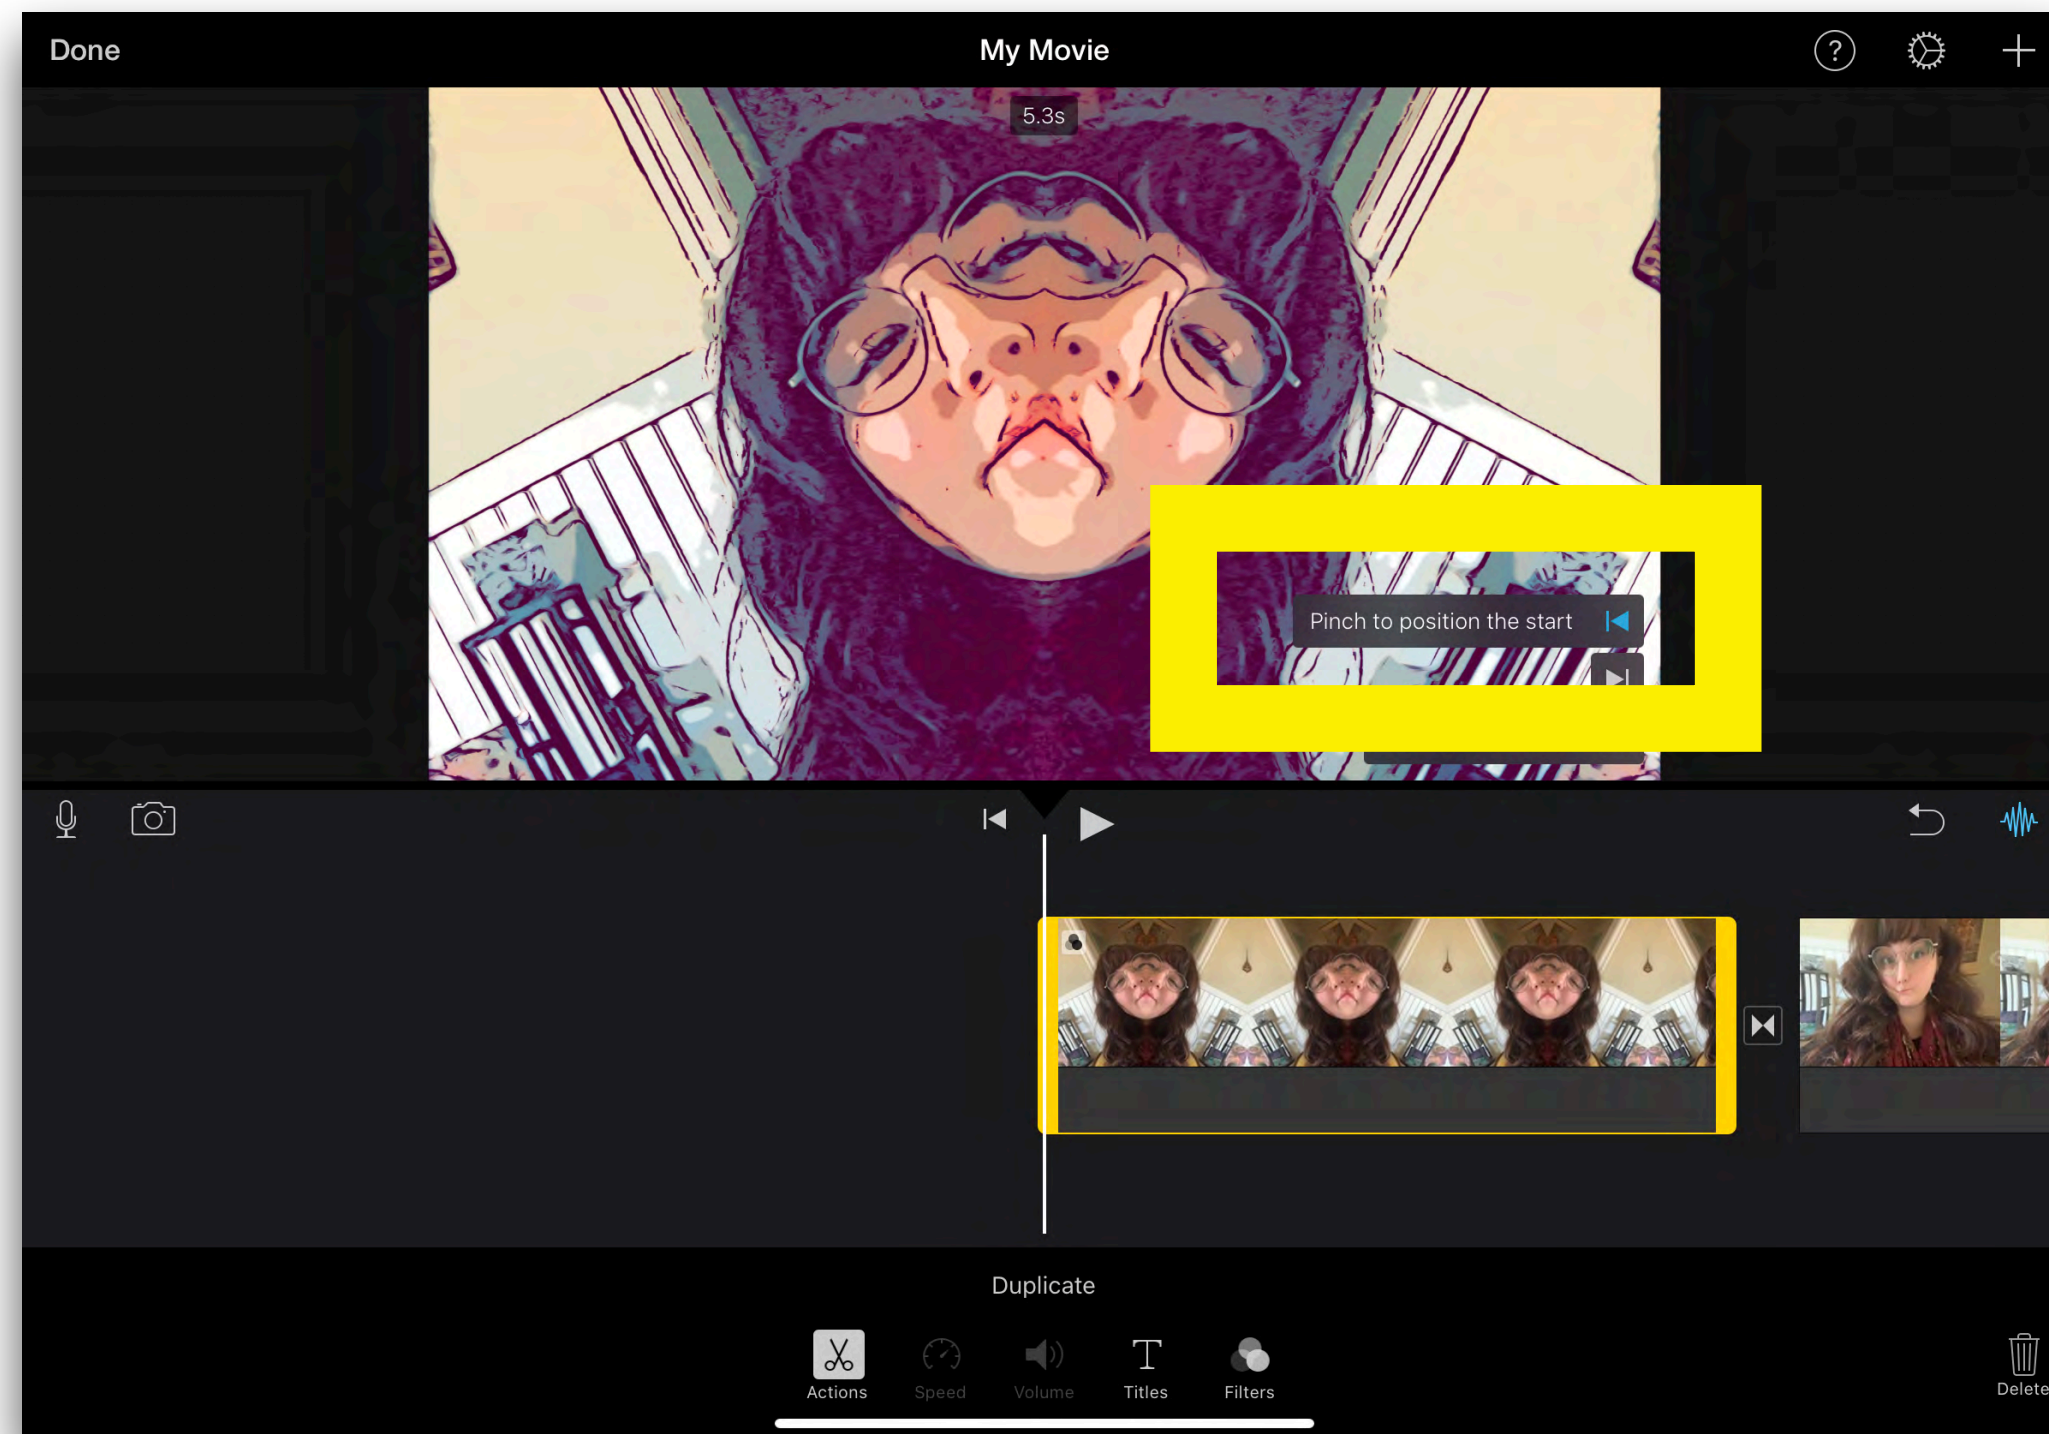 Done
My Movie
?
5.3s
Pinch to position the start
Duplicate
Actions
Speed
Volume
T
Titles
Filters
Delete